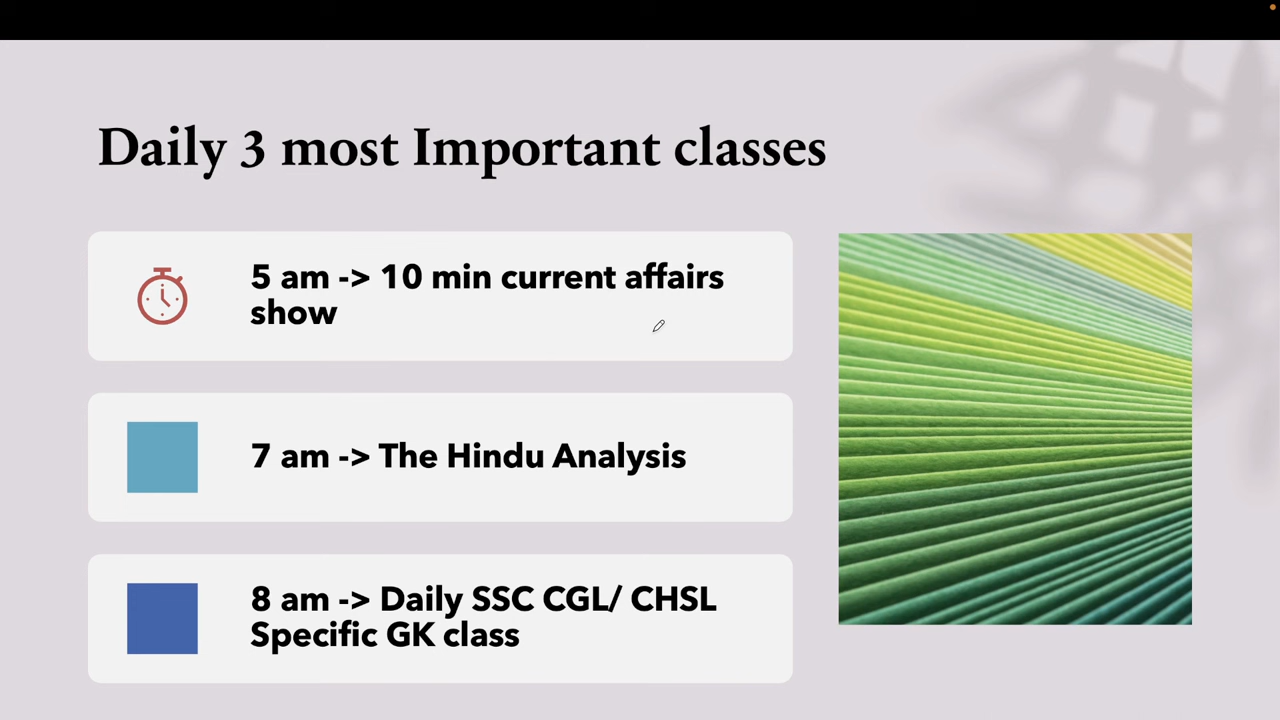 Daily 3 most Important classes
5 am -> 10 min current affairs
show
7 am -> The Hindu Analysis
8 am -> Daily SSC CGL/ CHSL
Specific GK class